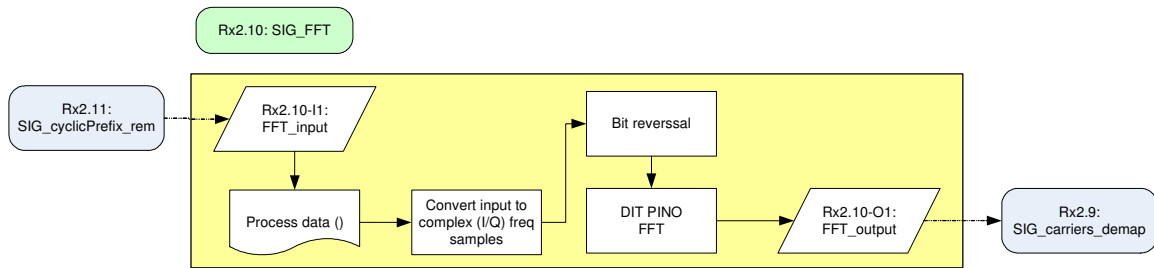 Rx2.10: SIG_FFT
Rx2.11:
SIG_cyclicPrefix_rem
Rx2.10-I1:
FFT_input
Process data ()
Convert input to
complex (I/Q) freq
samples
Bit reverssal
DIT PINO
FFT
Rx2.10-O1:
FFT_output
Rx2.9:
SIG_carriers_demap